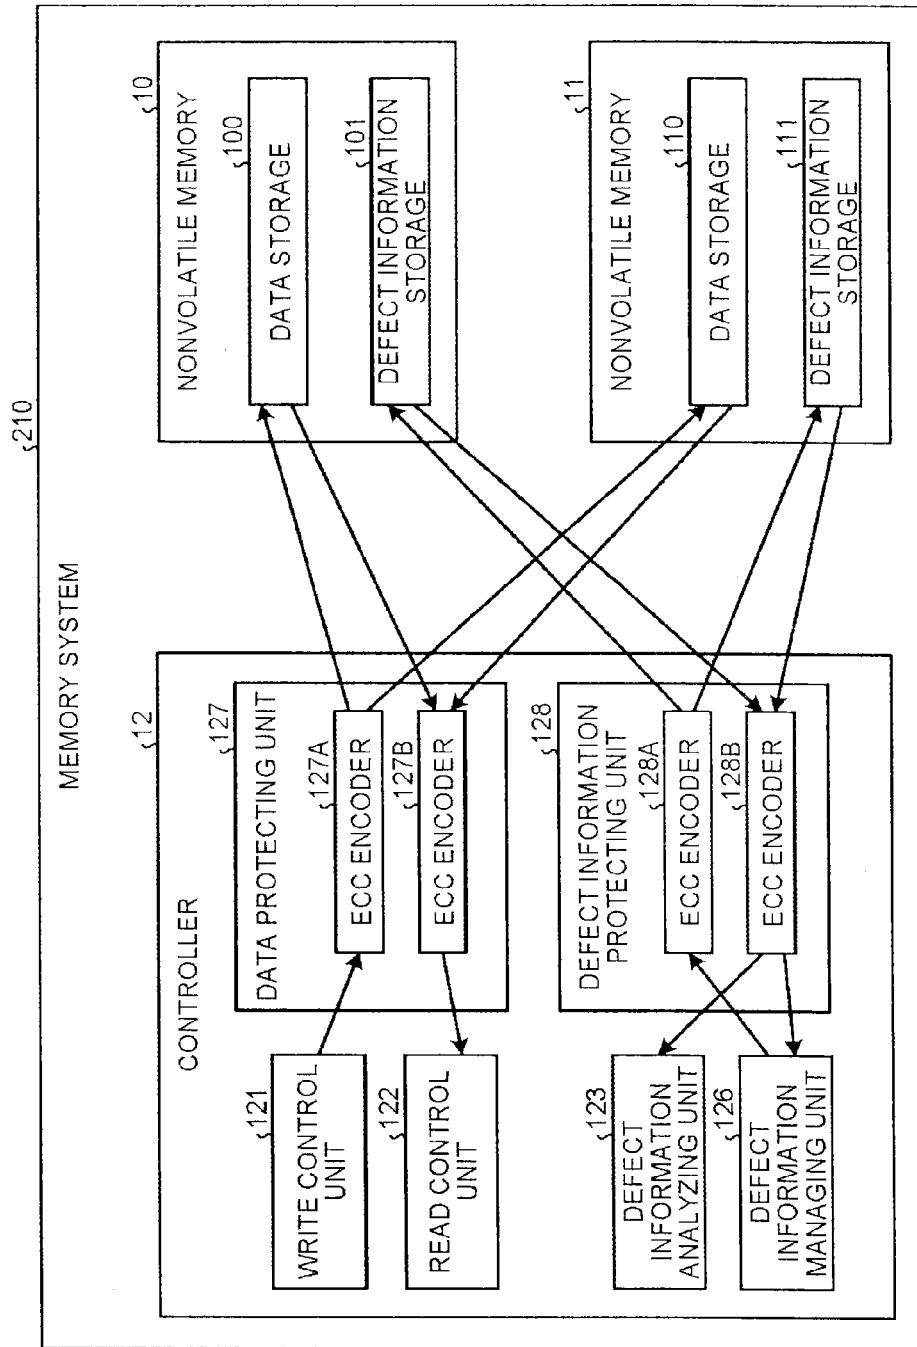 210
MEMORY SYSTEM
12
CONTROLLER
121
WRITE CONTROL
UNIT
122
READ CONTROL
UNIT
123
DEFECT
INFORMATION
ANALYZING UNIT
126
DEFECT
INFORMATION
MANAGING UNIT
127
DATA PROTECTING UNIT
127A
ECC ENCODER
127B
ECC ENCODER
128
DEFECT INFORMATION
PROTECTING UNIT
128A
ECC ENCODER
128B
ECC ENCODER
10
NONVOLATILE MEMORY
100
DATA STORAGE
101
DEFECT INFORMATION
STORAGE
11
NONVOLATILE MEMORY
110
DATA STORAGE
111
DEFECT INFORMATION
STORAGE